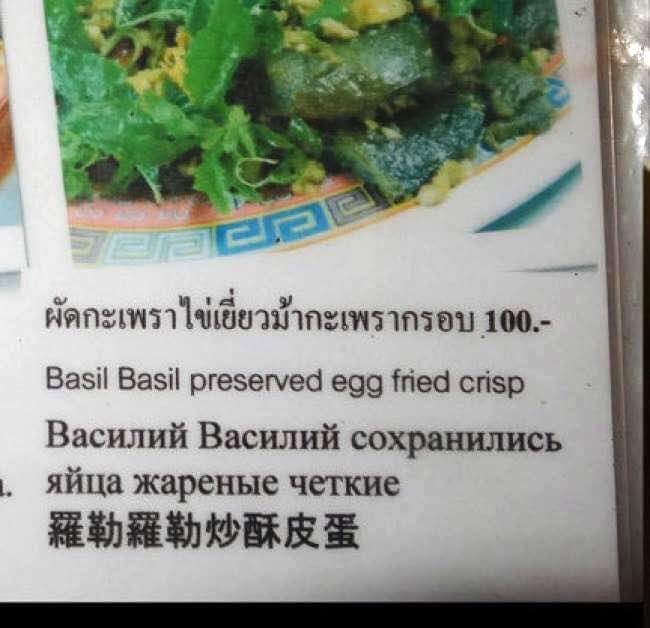 ผัดกะเพราไข่เยี่ยวม้ากะเพรากรอบ 100.-
Basil Basil preserved egg fried crisp
Василий Василий сохранились
яйца жареные четкие
羅勒羅勒炒酥皮蛋